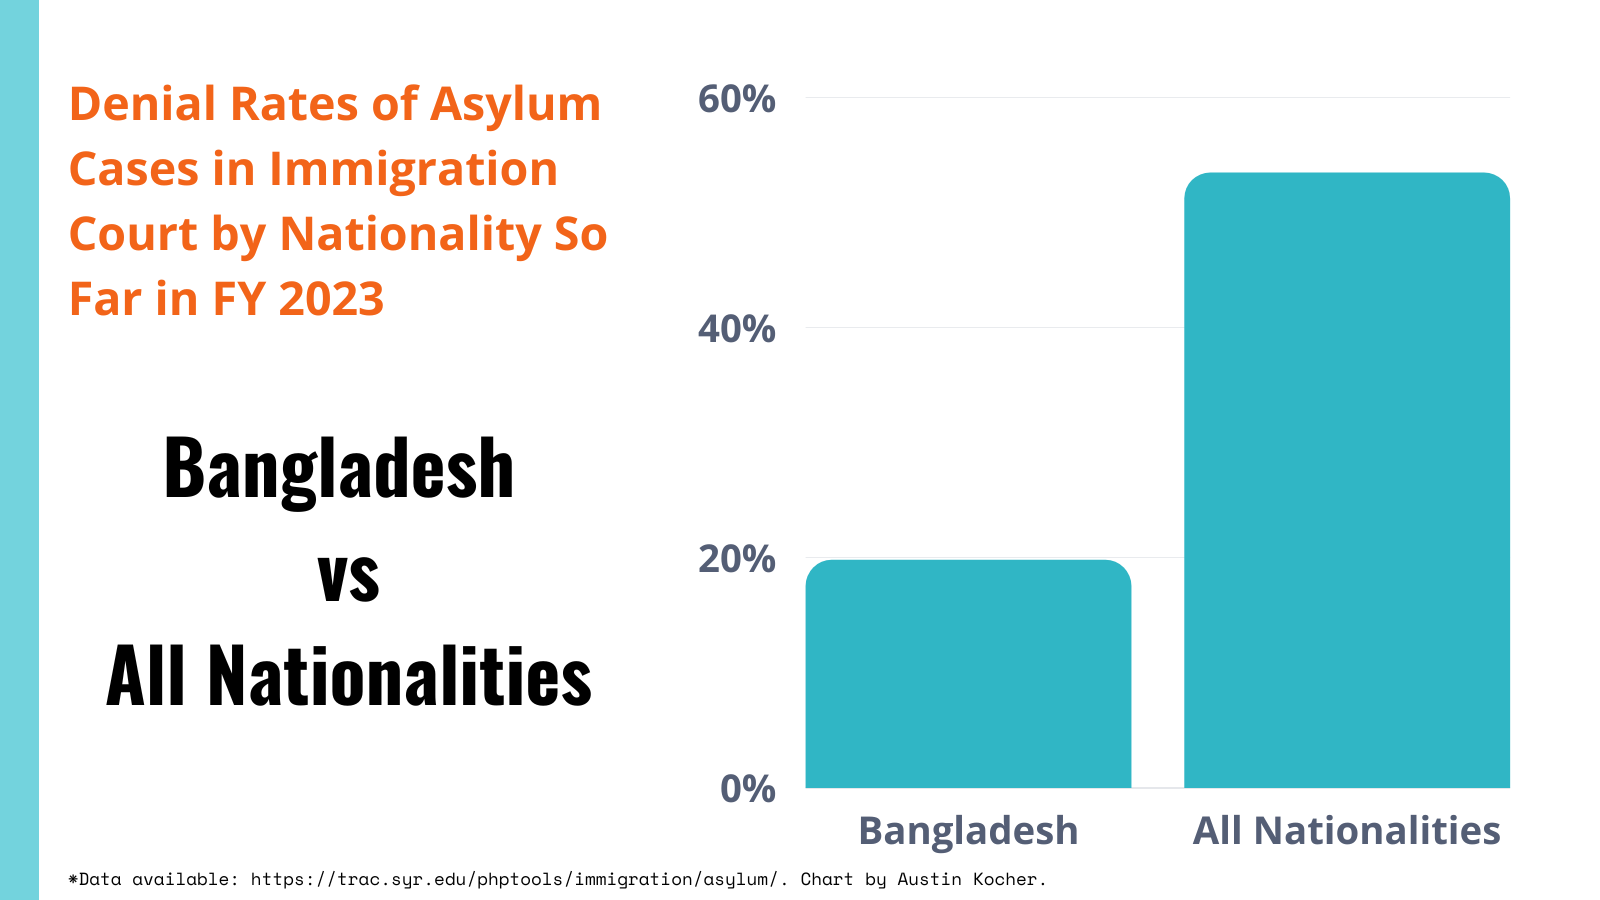 Denial Rates of Asylum
Cases in Immigration
Court by Nationality So
Far in FY 2023
Bangladesh
vs
All Nationalities
60%
40%
20%
0%
Bangladesh
All Nationalities
*Data available: https://trac.syr.edu/phptools/immigration/asylum/. Chart by Austin Kocher.